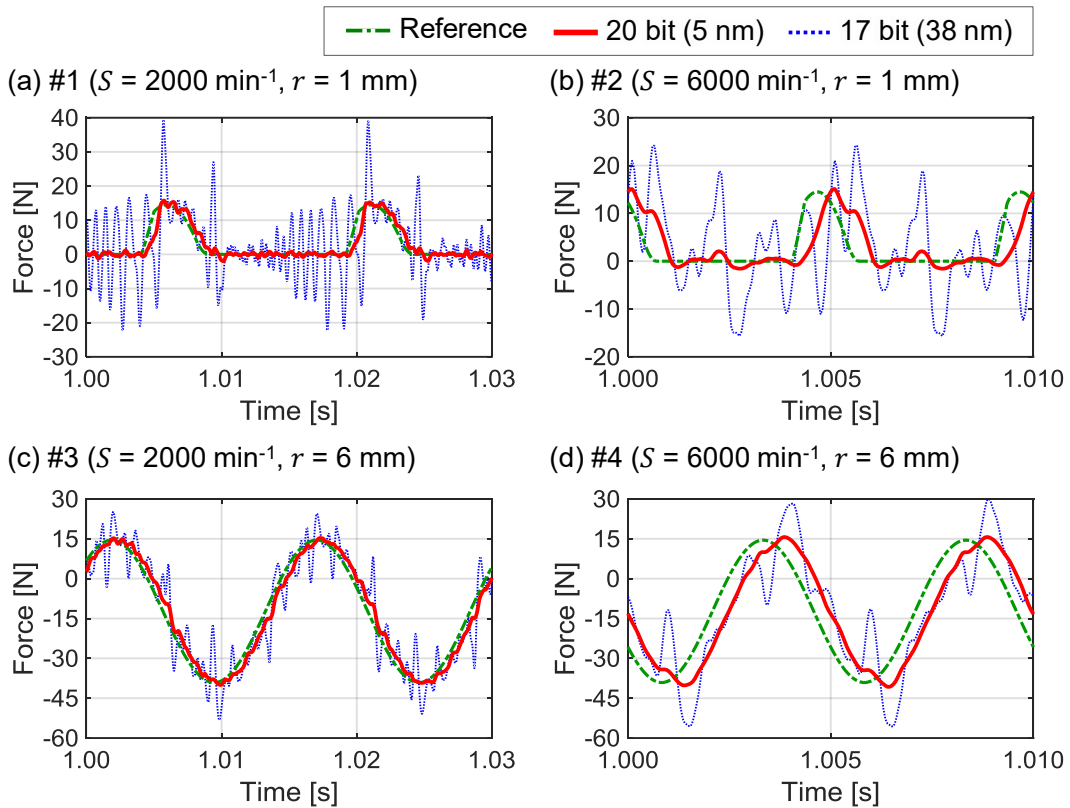 Reference 20 bit (5 nm) 17 bit (38 nm)
(a) #1 (S = 2000 min⁻¹, r = 1 mm)
40
30
20
10
0
-10
-20
-30
Force [N]
1.00 1.01 1.02 1.03
Time [s]
(b) #2 (S = 6000 min⁻¹, r = 1 mm)
30
20
10
0
-10
-20
Force [N]
1.000 1.005 1.010
Time [s]
(c) #3 (S = 2000 min⁻¹, r = 6 mm)
30
15
0
-15
-30
-45
-60
Force [N]
1.00 1.01 1.02 1.03
Time [s]
(d) #4 (S = 6000 min⁻¹, r = 6 mm)
30
15
0
-15
-30
-45
-60
Force [N]
1.000 1.005 1.010
Time [s]